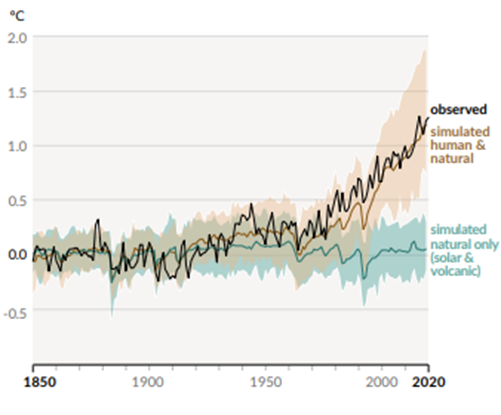 °C
2.0
1.5
1.0
0.5
0.0
-0.5
observed
simulated
human &
natural
simulated
natural only
(solar &
volcanic)
1850 1900 1950 2000 2020